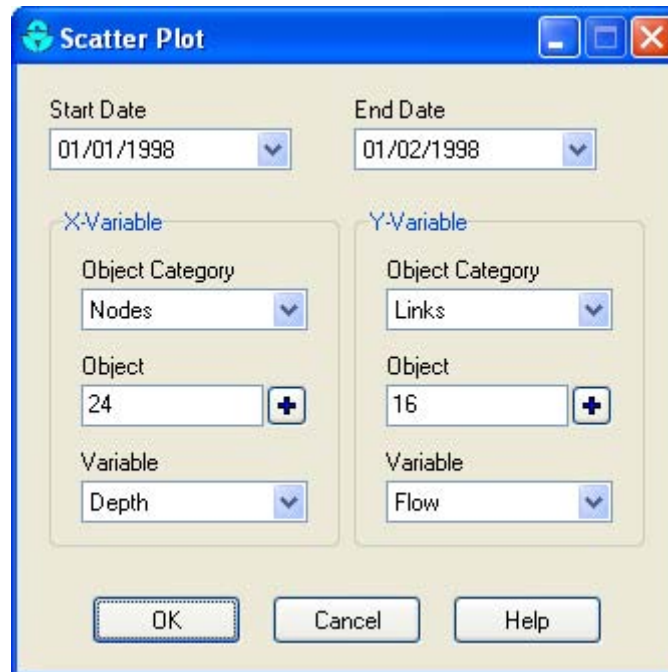 Scatter Plot
Start Date
End Date
01/01/1998
01/02/1998
X-Variable
Y-Variable
Object Category
Object Category
Nodes
Links
Object
Object
24
16
Variable
Variable
Depth
Flow
OK
Cancel
Help